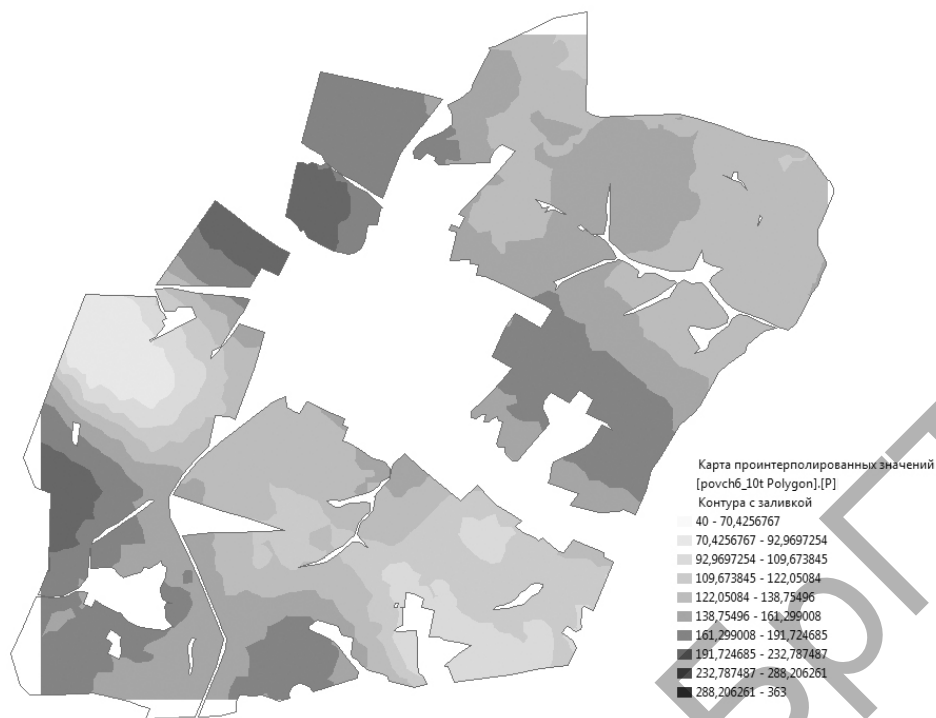 Карта проинтерполированных значений
[povch6_10t Polygon].[P]
Контура с заливкой
40 - 70,4256767
70,4256767 - 92,9697254
92,9697254 - 109,673845
109,673845 - 122,05084
122,05084 - 138,75496
138,75496 - 161,299008
161,299008 - 191,724685
191,724685 - 232,787487
232,787487 - 288,206261
288,206261 - 363